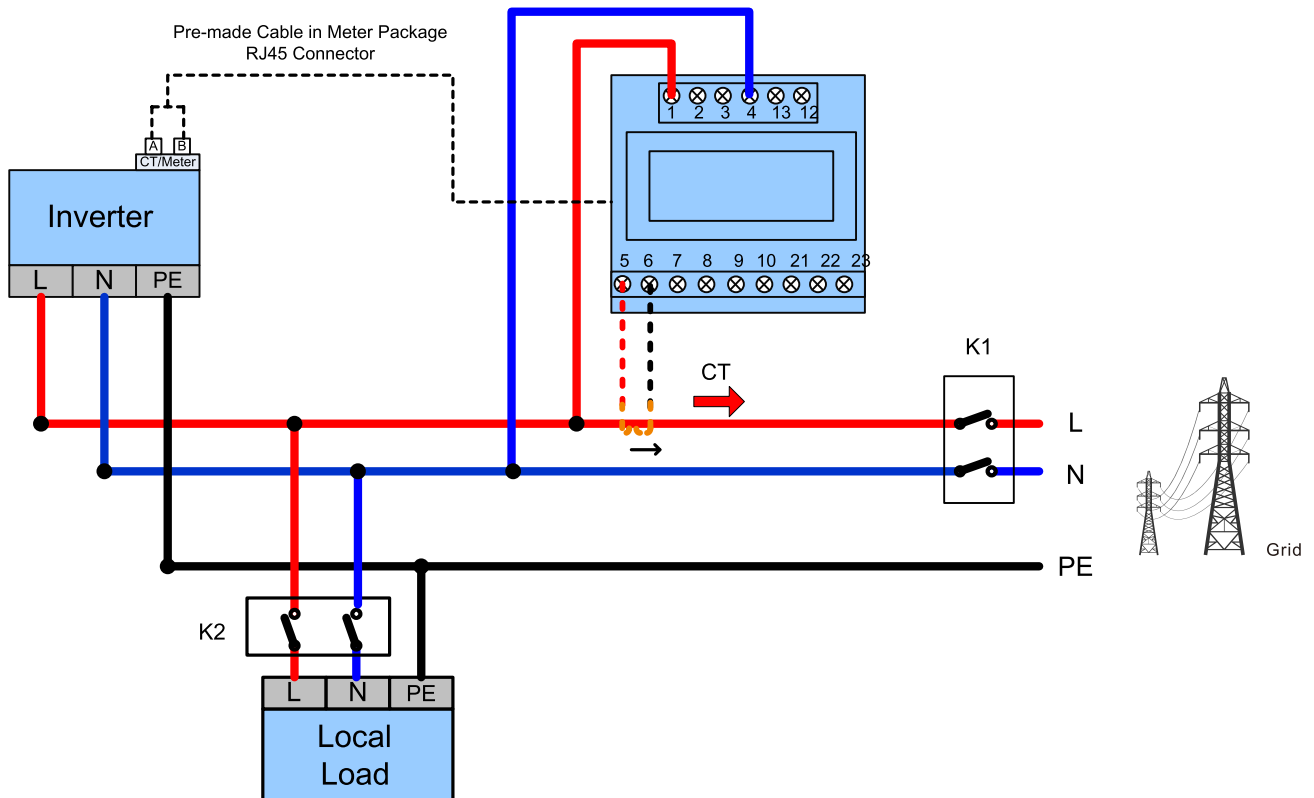 Pre-made Cable in Meter Package
RJ45 Connector
1 2 3 4 13 12
A B
CT/Meter
Inverter
L N PE
5 6 7 8 9 10 21 22 23
K1
CT
L
N
Grid
PE
K2
L N PE
Local
Load